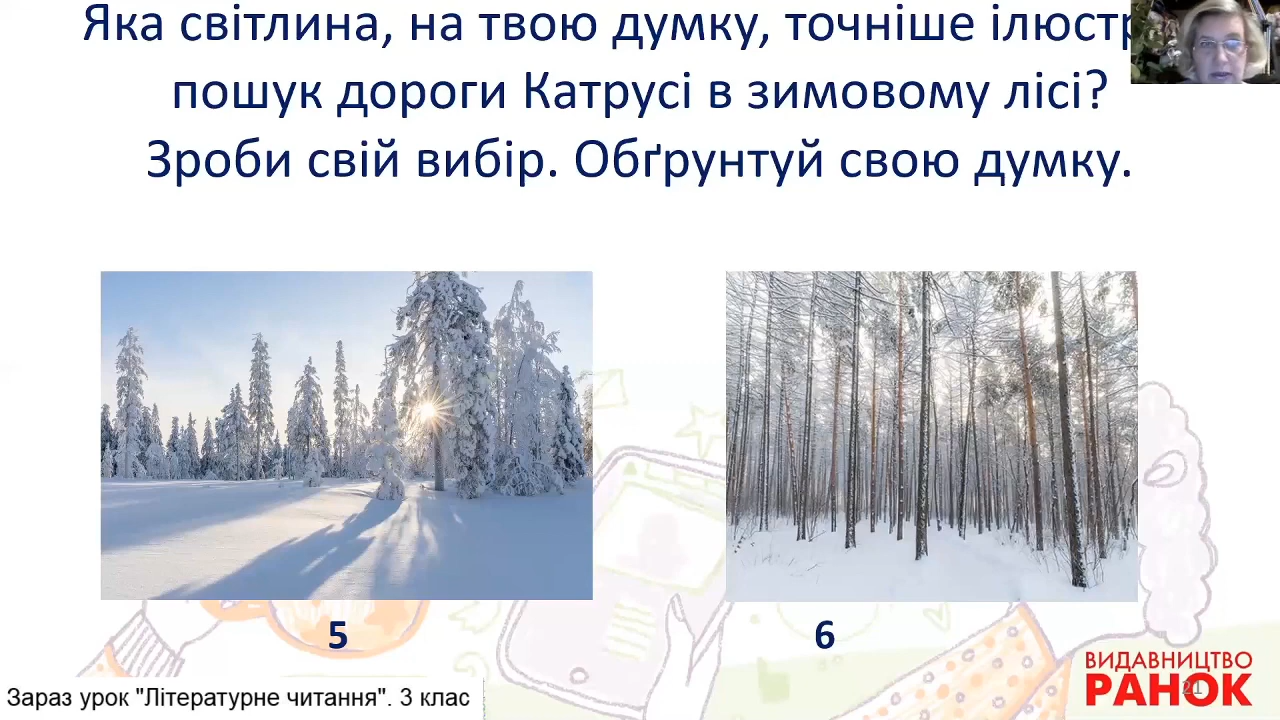 Яка світлина, на твою думку, точніше
пошук дороги Катрусі в зимовому лісі?
Зроби свій вибір. Обґрунтуй свою думку.
5
6
ВИДАВНИЦТВО
РАНОК
21
Зараз урок "Літературне читання". 3 клас